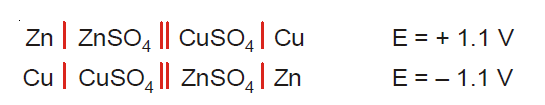 Zn | ZnSO₄ || CuSO₄ | Cu E = + 1.1 V
Cu | CuSO₄ || ZnSO₄ | Zn E = – 1.1 V